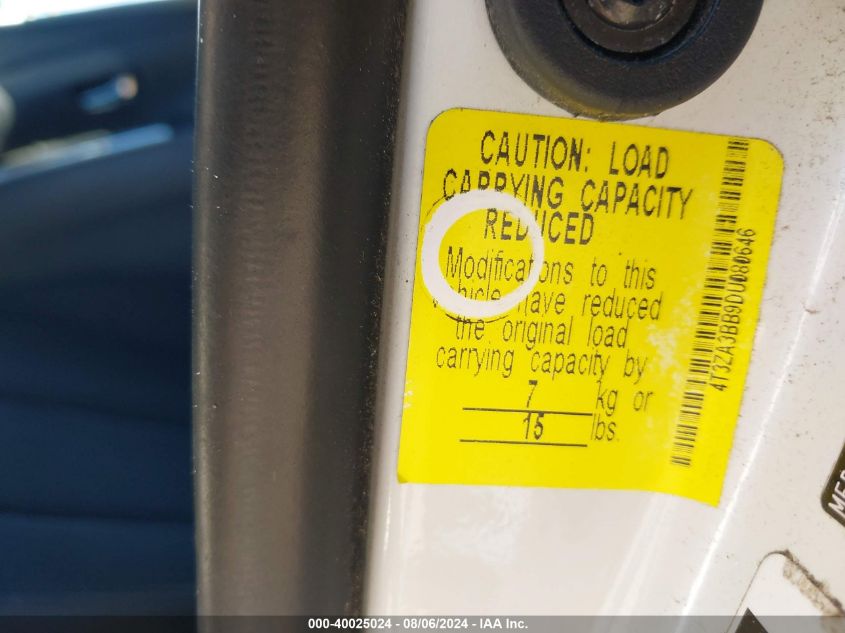 CAUTION: LOAD
CARRYING CAPACITY
REDUCED
Modifications to this
vehicle have reduced
the original load
carrying capacity by
7 kg or
15 lbs.
4T3ZA3BB9DU080646
000-40025024 - 08/06/2024 - IAA Inc.